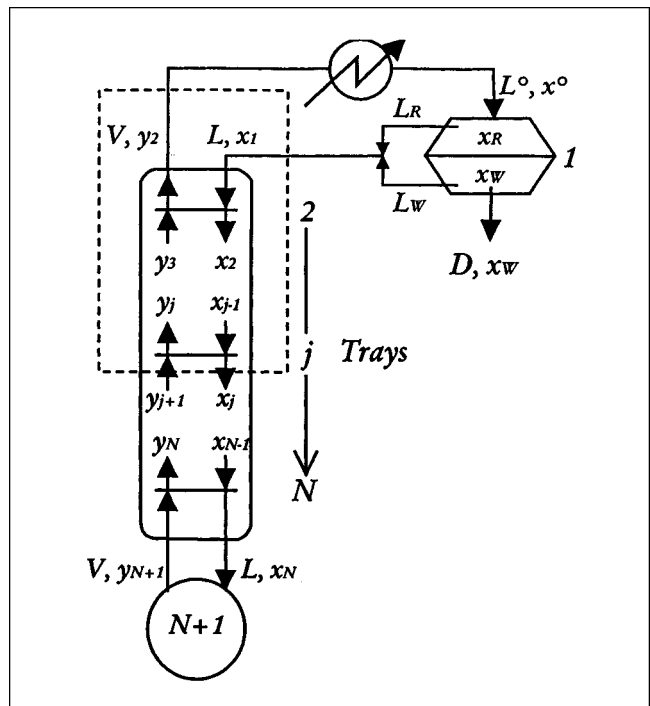 L°, x°
V, y2
L, x1
LR
xR
1
xW
LW
2
D, xW
y3
x2
yj
xj-1
j Trays
yj+1
xj
yN
xN-1
N
V, yN+1
L, xN
N+1